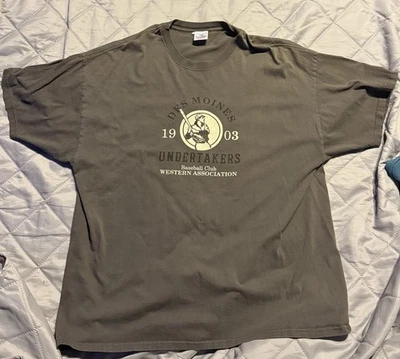 DES MOINES
19 03
UNDERTAKERS
Baseball Club
WESTERN ASSOCIATION